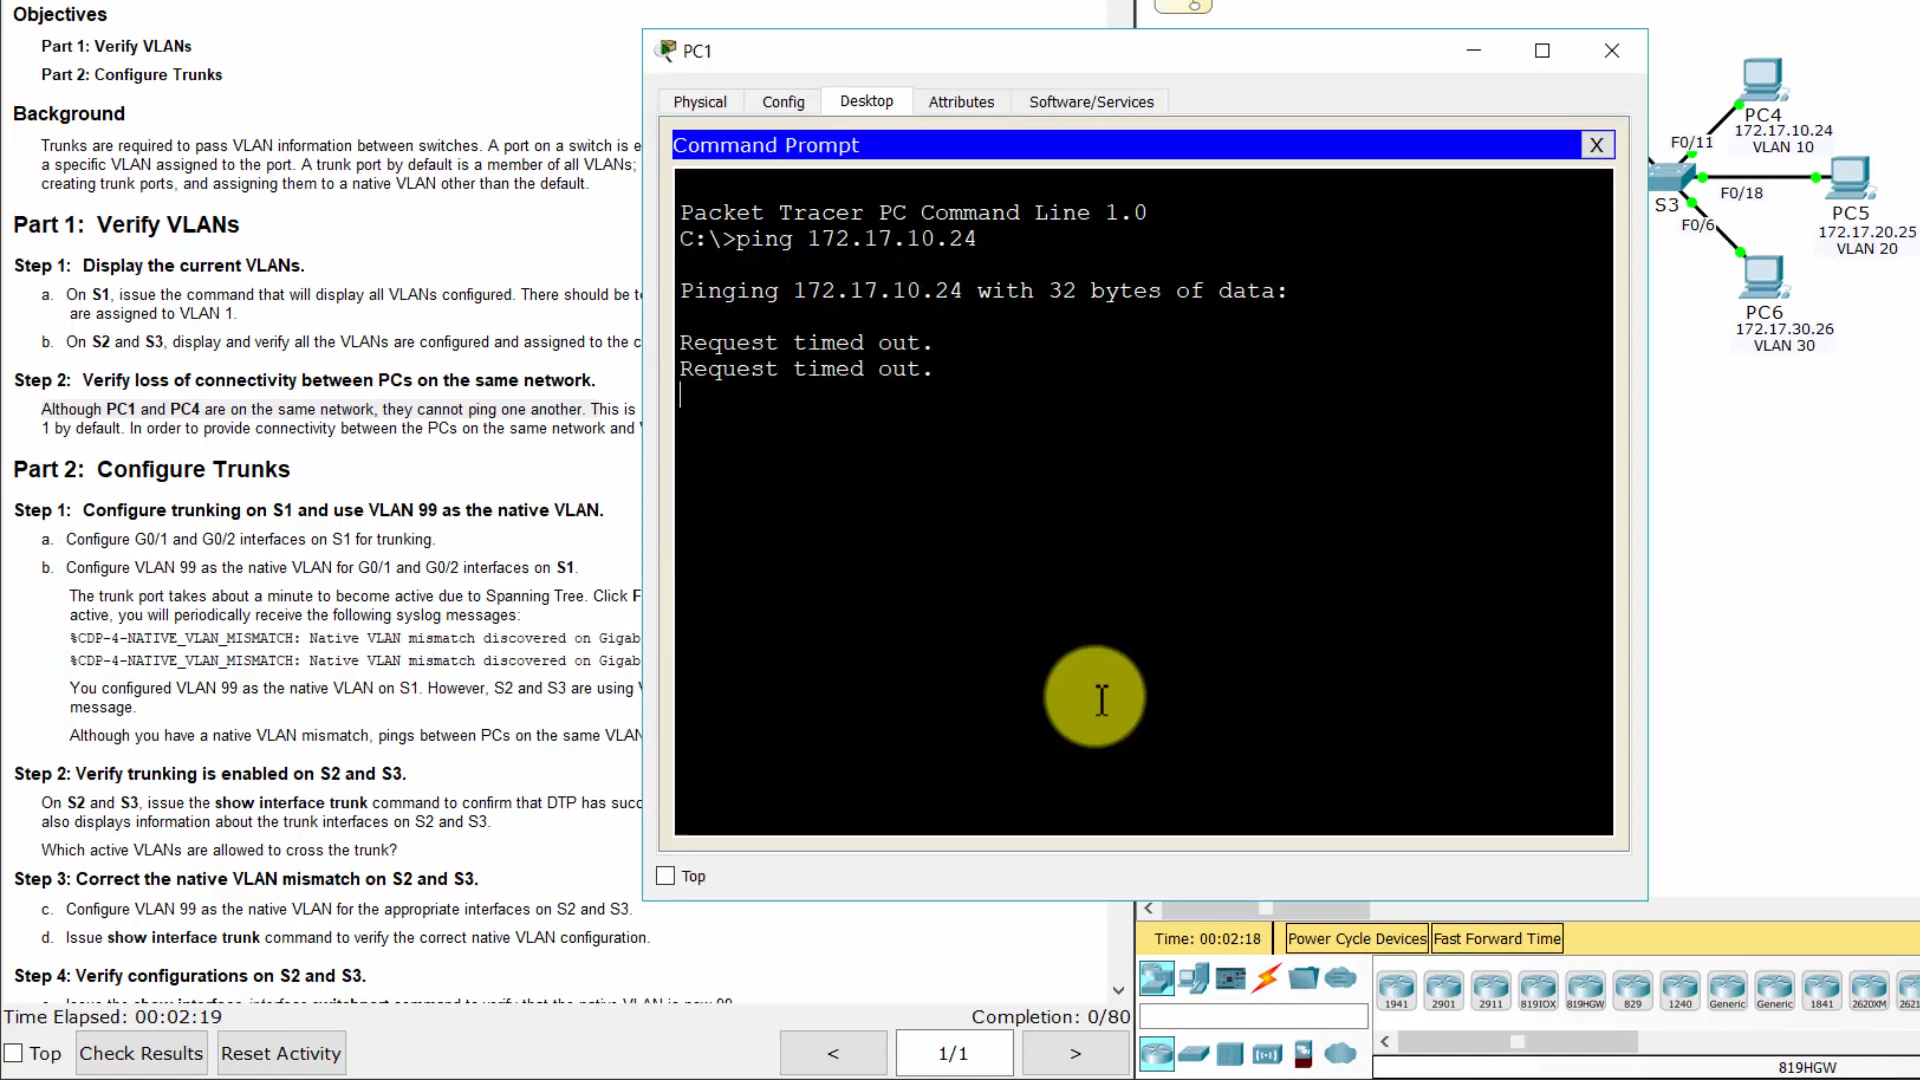 Objectives
Part 1: Verify VLANs
Part 2: Configure Trunks
Background
Trunks are required to pass VLAN information between switches. A port on a switch is e
a specific VLAN assigned to the port. A trunk port by default is a member of all VLANs;
creating trunk ports, and assigning them to a native VLAN other than the default.
Part 1: Verify VLANs
Step 1: Display the current VLANs.
a. On S1, issue the command that will display all VLANs configured. There should be t
are assigned to VLAN 1.
b. On S2 and S3, display and verify all the VLANs are configured and assigned to the c
Step 2: Verify loss of connectivity between PCs on the same network.
Although PC1 and PC4 are on the same network, they cannot ping one another. This is
1 by default. In order to provide connectivity between the PCs on the same network and
Part 2: Configure Trunks
Step 1: Configure trunking on S1 and use VLAN 99 as the native VLAN.
a. Configure G0/1 and G0/2 interfaces on S1 for trunking.
b. Configure VLAN 99 as the native VLAN for G0/1 and G0/2 interfaces on S1.
The trunk port takes about a minute to become active due to Spanning Tree. Click F
active, you will periodically receive the following syslog messages:
%CDP-4-NATIVE_VLAN_MISMATCH: Native VLAN mismatch discovered on Gigab
%CDP-4-NATIVE_VLAN_MISMATCH: Native VLAN mismatch discovered on Gigab
You configured VLAN 99 as the native VLAN on S1. However, S2 and S3 are using
message.
Although you have a native VLAN mismatch, pings between PCs on the same VLAN
Step 2: Verify trunking is enabled on S2 and S3.
On S2 and S3, issue the show interface trunk command to confirm that DTP has succ
also displays information about the trunk interfaces on S2 and S3.
Which active VLANs are allowed to cross the trunk?
Step 3: Correct the native VLAN mismatch on S2 and S3.
c. Configure VLAN 99 as the native VLAN for the appropriate interfaces on S2 and S3.
d. Issue show interface trunk command to verify the correct native VLAN configuration.
Step 4: Verify configurations on S2 and S3.
Time Elapsed: 00:02:19
Completion: 0/80
Top
Check Results
Reset Activity
<
1/1
>
PC1
Physical
Config
Desktop
Attributes
Software/Services
Command Prompt
X
Packet Tracer PC Command Line 1.0
C:\>ping 172.17.10.24
Pinging 172.17.10.24 with 32 bytes of data:
Request timed out.
Request timed out.
Top
PC4
172.17.10.24
VLAN 10
F0/11
F0/18
S3
F0/6
PC5
172.17.20.25
VLAN 20
PC6
172.17.30.26
VLAN 30
Time: 00:02:18
Power Cycle Devices
Fast Forward Time
1941
2901
2911
819IOX
819HGW
829
1240
Generic
Generic
1841
2620XM
2621
819HGW